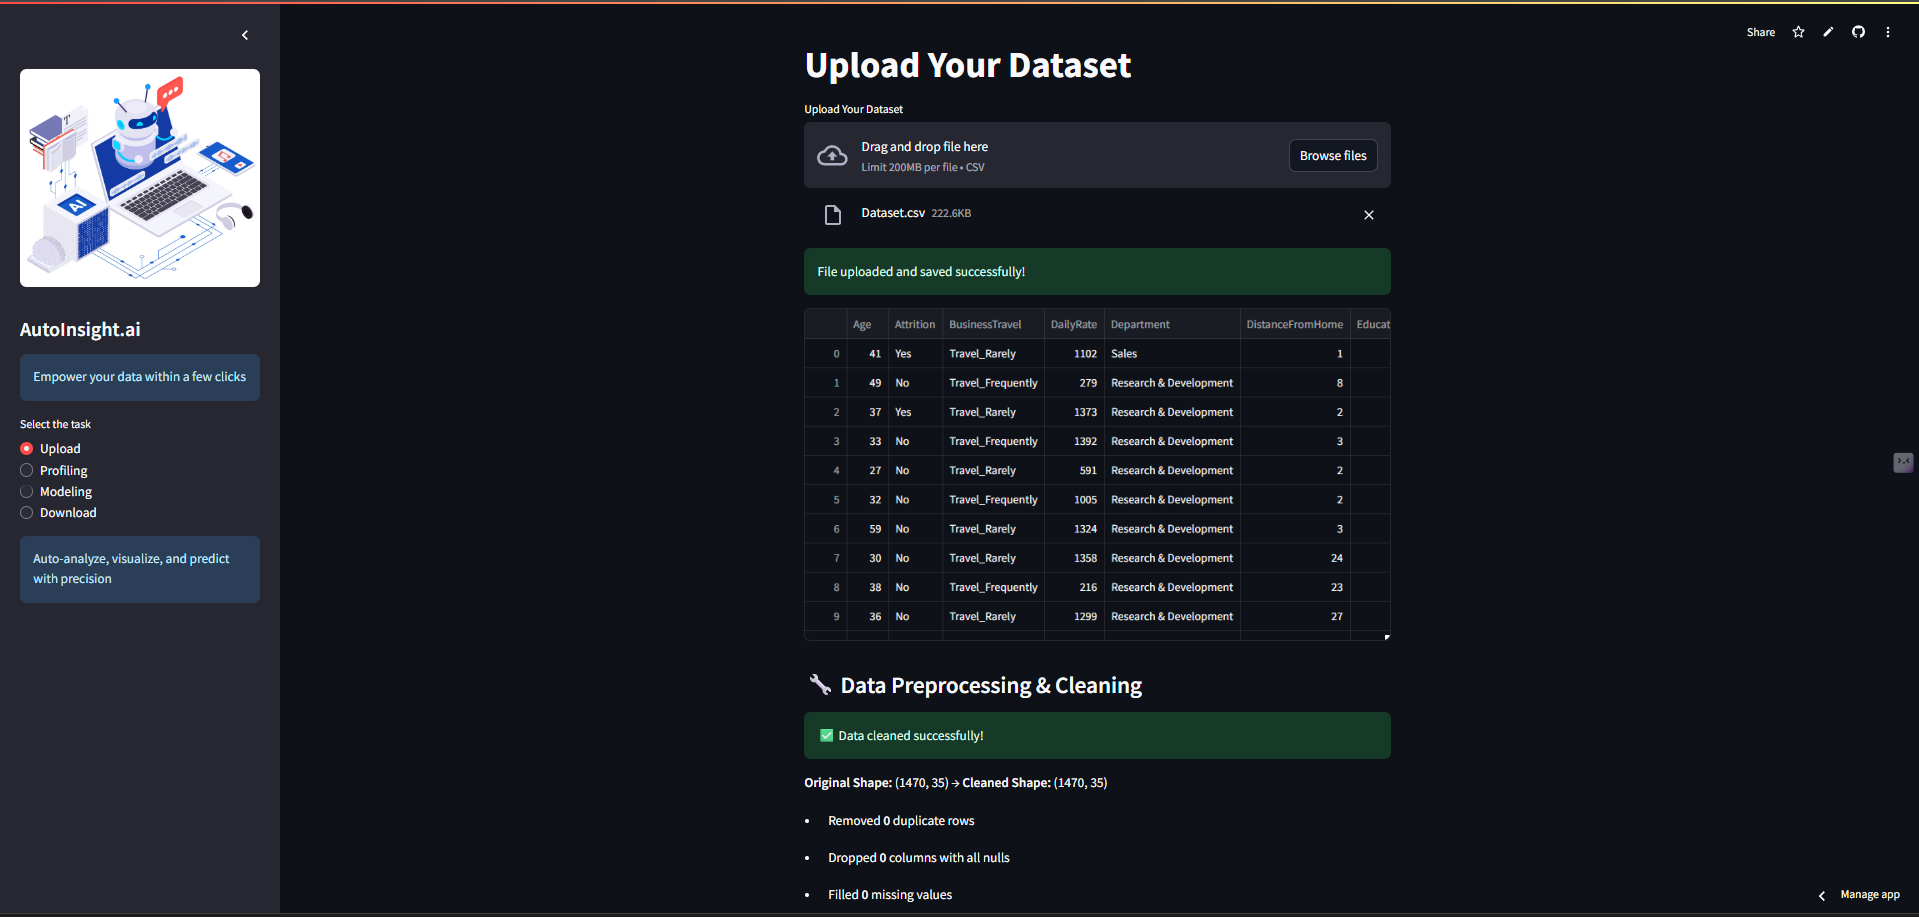 Share
Upload Your Dataset
Upload Your Dataset
Drag and drop file here
Limit 200MB per file • CSV
Browse files
Dataset.csv 222.6KB
File uploaded and saved successfully!
Age Attrition BusinessTravel DailyRate Department DistanceFromHome Educat
0 41 Yes Travel_Rarely 1102 Sales 1
1 49 No Travel_Frequently 279 Research & Development 8
2 37 Yes Travel_Rarely 1373 Research & Development 2
3 33 No Travel_Frequently 1392 Research & Development 3
4 27 No Travel_Rarely 591 Research & Development 2
5 32 No Travel_Frequently 1005 Research & Development 2
6 59 No Travel_Rarely 1324 Research & Development 3
7 30 No Travel_Rarely 1358 Research & Development 24
8 38 No Travel_Frequently 216 Research & Development 23
9 36 No Travel_Rarely 1299 Research & Development 27
Data Preprocessing & Cleaning
✅ Data cleaned successfully!
Original Shape: (1470, 35) → Cleaned Shape: (1470, 35)
• Removed 0 duplicate rows
• Dropped 0 columns with all nulls
• Filled 0 missing values
Manage app
T
AI
AutoInsight.ai
Empower your data within a few clicks
Select the task
Upload
Profiling
Modeling
Download
Auto-analyze, visualize, and predict
with precision